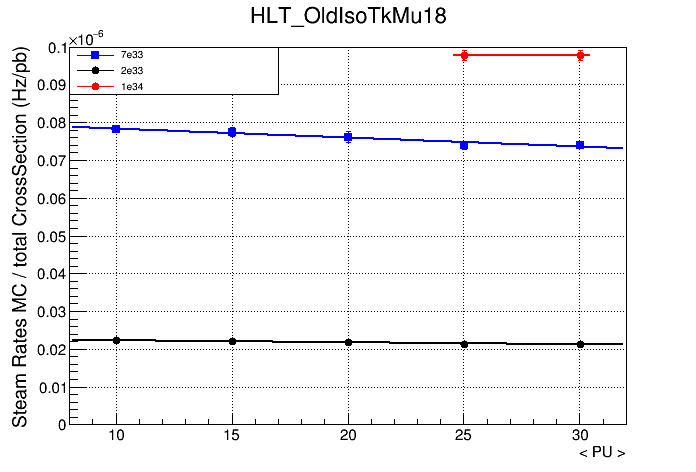 HLT_OldIsoTkMu18
×10⁻⁶
7e33
2e33
1e34
Steam Rates MC / total CrossSection (Hz/pb)
0.1
0.09
0.08
0.07
0.06
0.05
0.04
0.03
0.02
0.01
0
10 15 20 25 30
< PU >